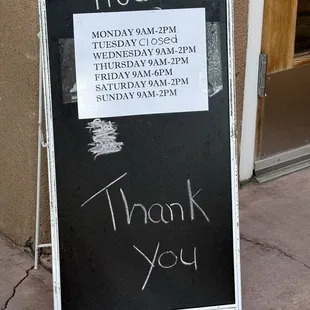 MONDAY 9AM-2PM
TUESDAY closed
WEDNESDAY 9AM-2PM
THURSDAY 9AM-2PM
FRIDAY 9AM-6PM
SATURDAY 9AM-2PM
SUNDAY 9AM-2PM
Thank
You